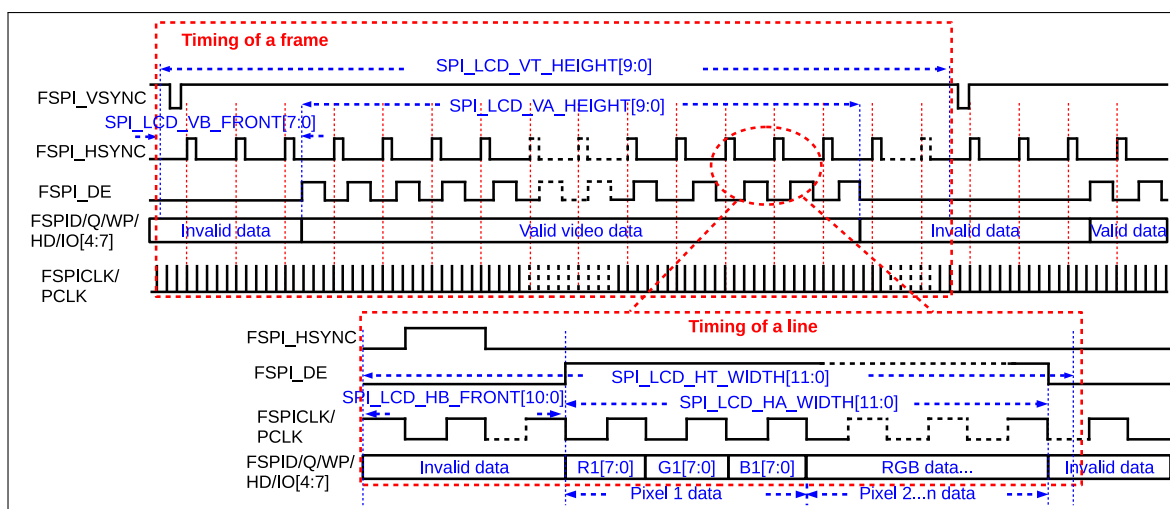 Timing of a frame
SPI_LCD_VT_HEIGHT[9:0]
FSPI_VSYNC
SPI_LCD_VA_HEIGHT[9:0]
SPI_LCD_VB_FRONT[7:0]
FSPI_HSYNC
FSPI_DE
FSPID/Q/WP/
HD/IO[4:7]
Invalid data
Valid video data
Invalid data
Valid data
FSPICLK/
PCLK
Timing of a line
FSPI_HSYNC
FSPI_DE
SPI_LCD_HT_WIDTH[11:0]
SPI_LCD_HB_FRONT[10:0]
SPI_LCD_HA_WIDTH[11:0]
FSPICLK/
PCLK
FSPID/Q/WP/
HD/IO[4:7]
Invalid data
R1[7:0]
G1[7:0]
B1[7:0]
RGB data...
Invalid data
Pixel 1 data
Pixel 2...n data